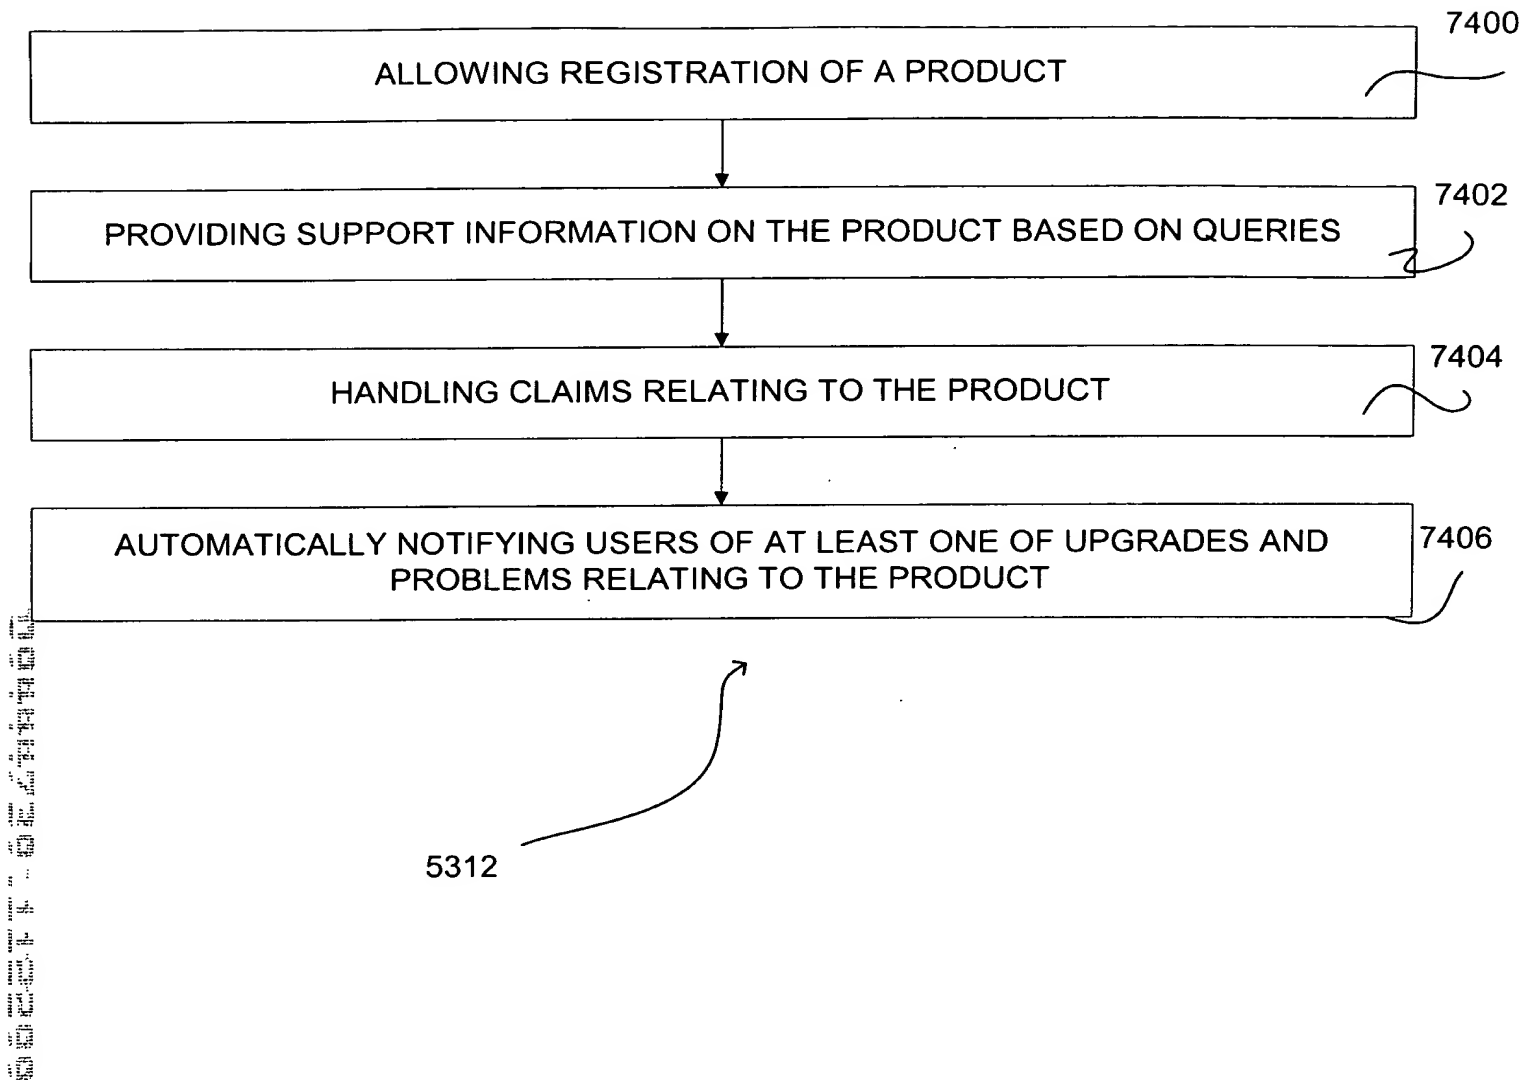 7400
ALLOWING REGISTRATION OF A PRODUCT
7402
PROVIDING SUPPORT INFORMATION ON THE PRODUCT BASED ON QUERIES
7404
HANDLING CLAIMS RELATING TO THE PRODUCT
7406
AUTOMATICALLY NOTIFYING USERS OF AT LEAST ONE OF UPGRADES AND
PROBLEMS RELATING TO THE PRODUCT
5312